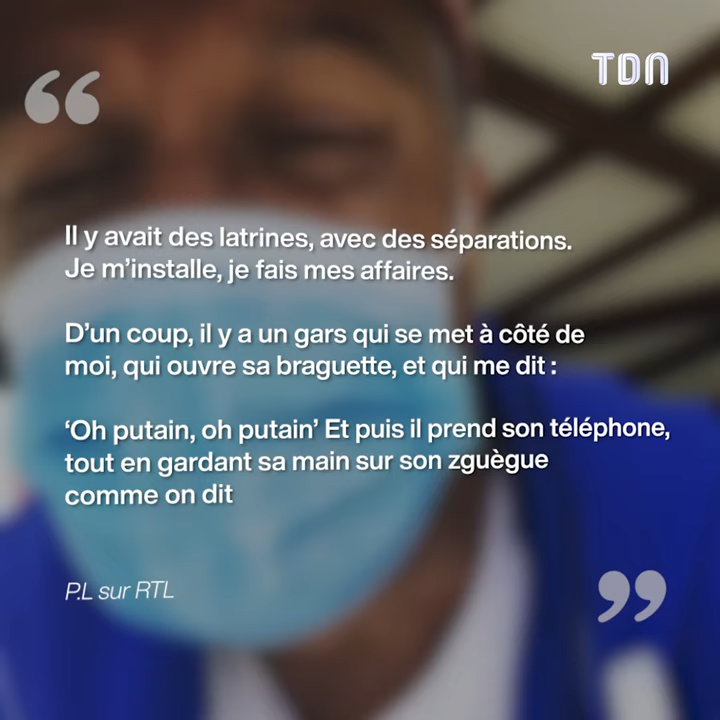 TDN
“
Il y avait des latrines, avec des séparations.
Je m’installe, je fais mes affaires.
D’un coup, il y a un gars qui se met à côté de
moi, qui ouvre sa braguette, et qui me dit :
‘Oh putain, oh putain’ Et puis il prend son téléphone,
tout en gardant sa main sur son zguègue
comme on dit
P.L sur RTL
”